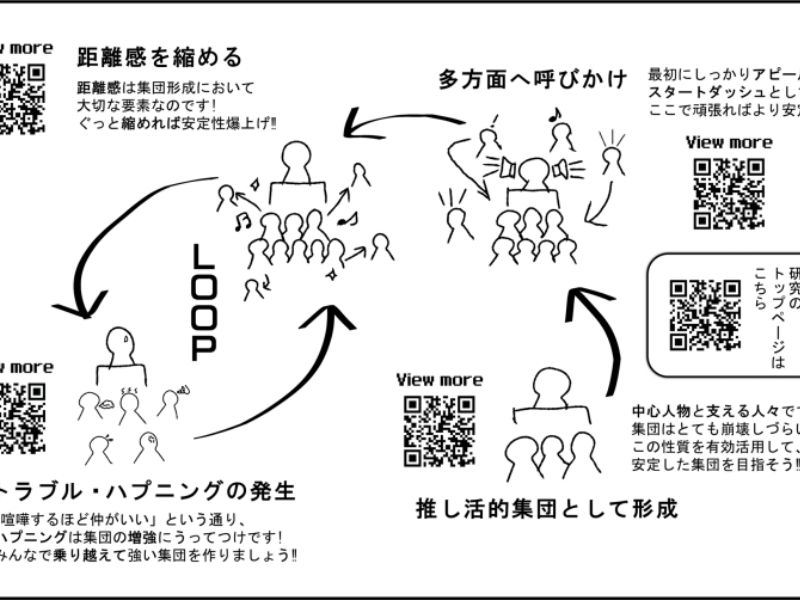 View more
距離感を縮める
距離感は集団形成において
大切な要素なのです!
ぐっと縮めれば安定性爆上げ!!
多方面へ呼びかけ
最初にしっかりアピール
スタートダッシュとして
ここで頑張ればより安定
View more
LOOP
研究の
トップページは
こちら
View more
View more
中心人物と支える人々で
集団はとても崩壊しづらい
この性質を有効活用して、
安定した集団を目指そう!!
推し活的集団として形成
トラブル・ハプニングの発生
喧嘩するほど仲がいい」という通り、
ハプニングは集団の増強にうってつけです!
みんなで乗り越えて強い集団を作りましょう!!